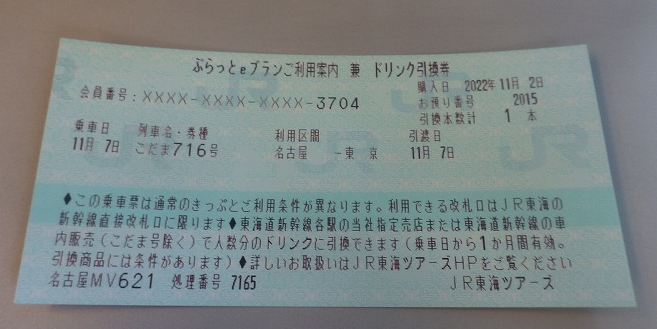 ぷらっとeプランご利用案内 兼 ドリンク引換券
購入日 2022年11月 2日
会員番号:XXXX-XXXX-XXXX-3704 お預り番号 2015
引換本数計 1 本
乗車日 列車名・券種 利用区間 引渡日
11月 7日 こだま716号 名古屋 -東 京 11月 7日
◆この乗車票は通常のきっぷとご利用条件が異なります。利用できる改札口はJR東海の
新幹線直接改札口に限ります◆東海道新幹線各駅の当社指定売店または東海道新幹線の車
内販売(こだま号除く)で人数分のドリンクに引換できます(乗車日から1か月間有効。
引換商品には条件があります)◆詳しいお取扱いはJR東海ツアーズHPをご覧ください
名古屋MV621 処理番号 7165 JR東海ツアーズ